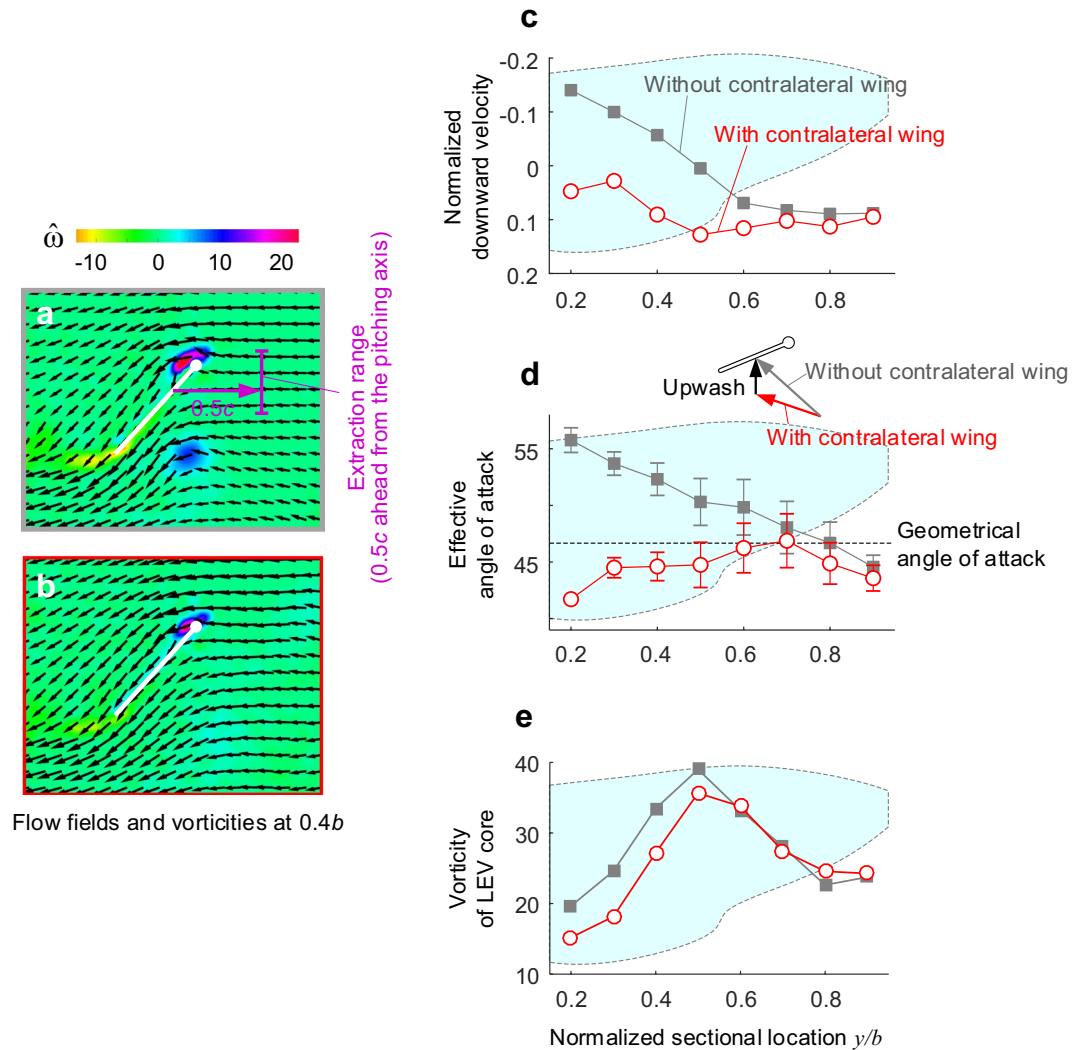 ω̂
-10 0 10 20
a
0.5c
Extraction range
(0.5c ahead from the pitching axis)
b
Flow fields and vorticities at 0.4b
c
Normalized
downward velocity
-0.2
-0.1
0
0.1
0.2
Without contralateral wing
With contralateral wing
0.2 0.4 0.6 0.8
d
Upwash
Without contralateral wing
With contralateral wing
Effective
angle of attack
55
45
Geometrical
angle of attack
0.2 0.4 0.6 0.8
e
Vorticity
of LEV core
40
30
20
10
0.2 0.4 0.6 0.8
Normalized sectional location y/b